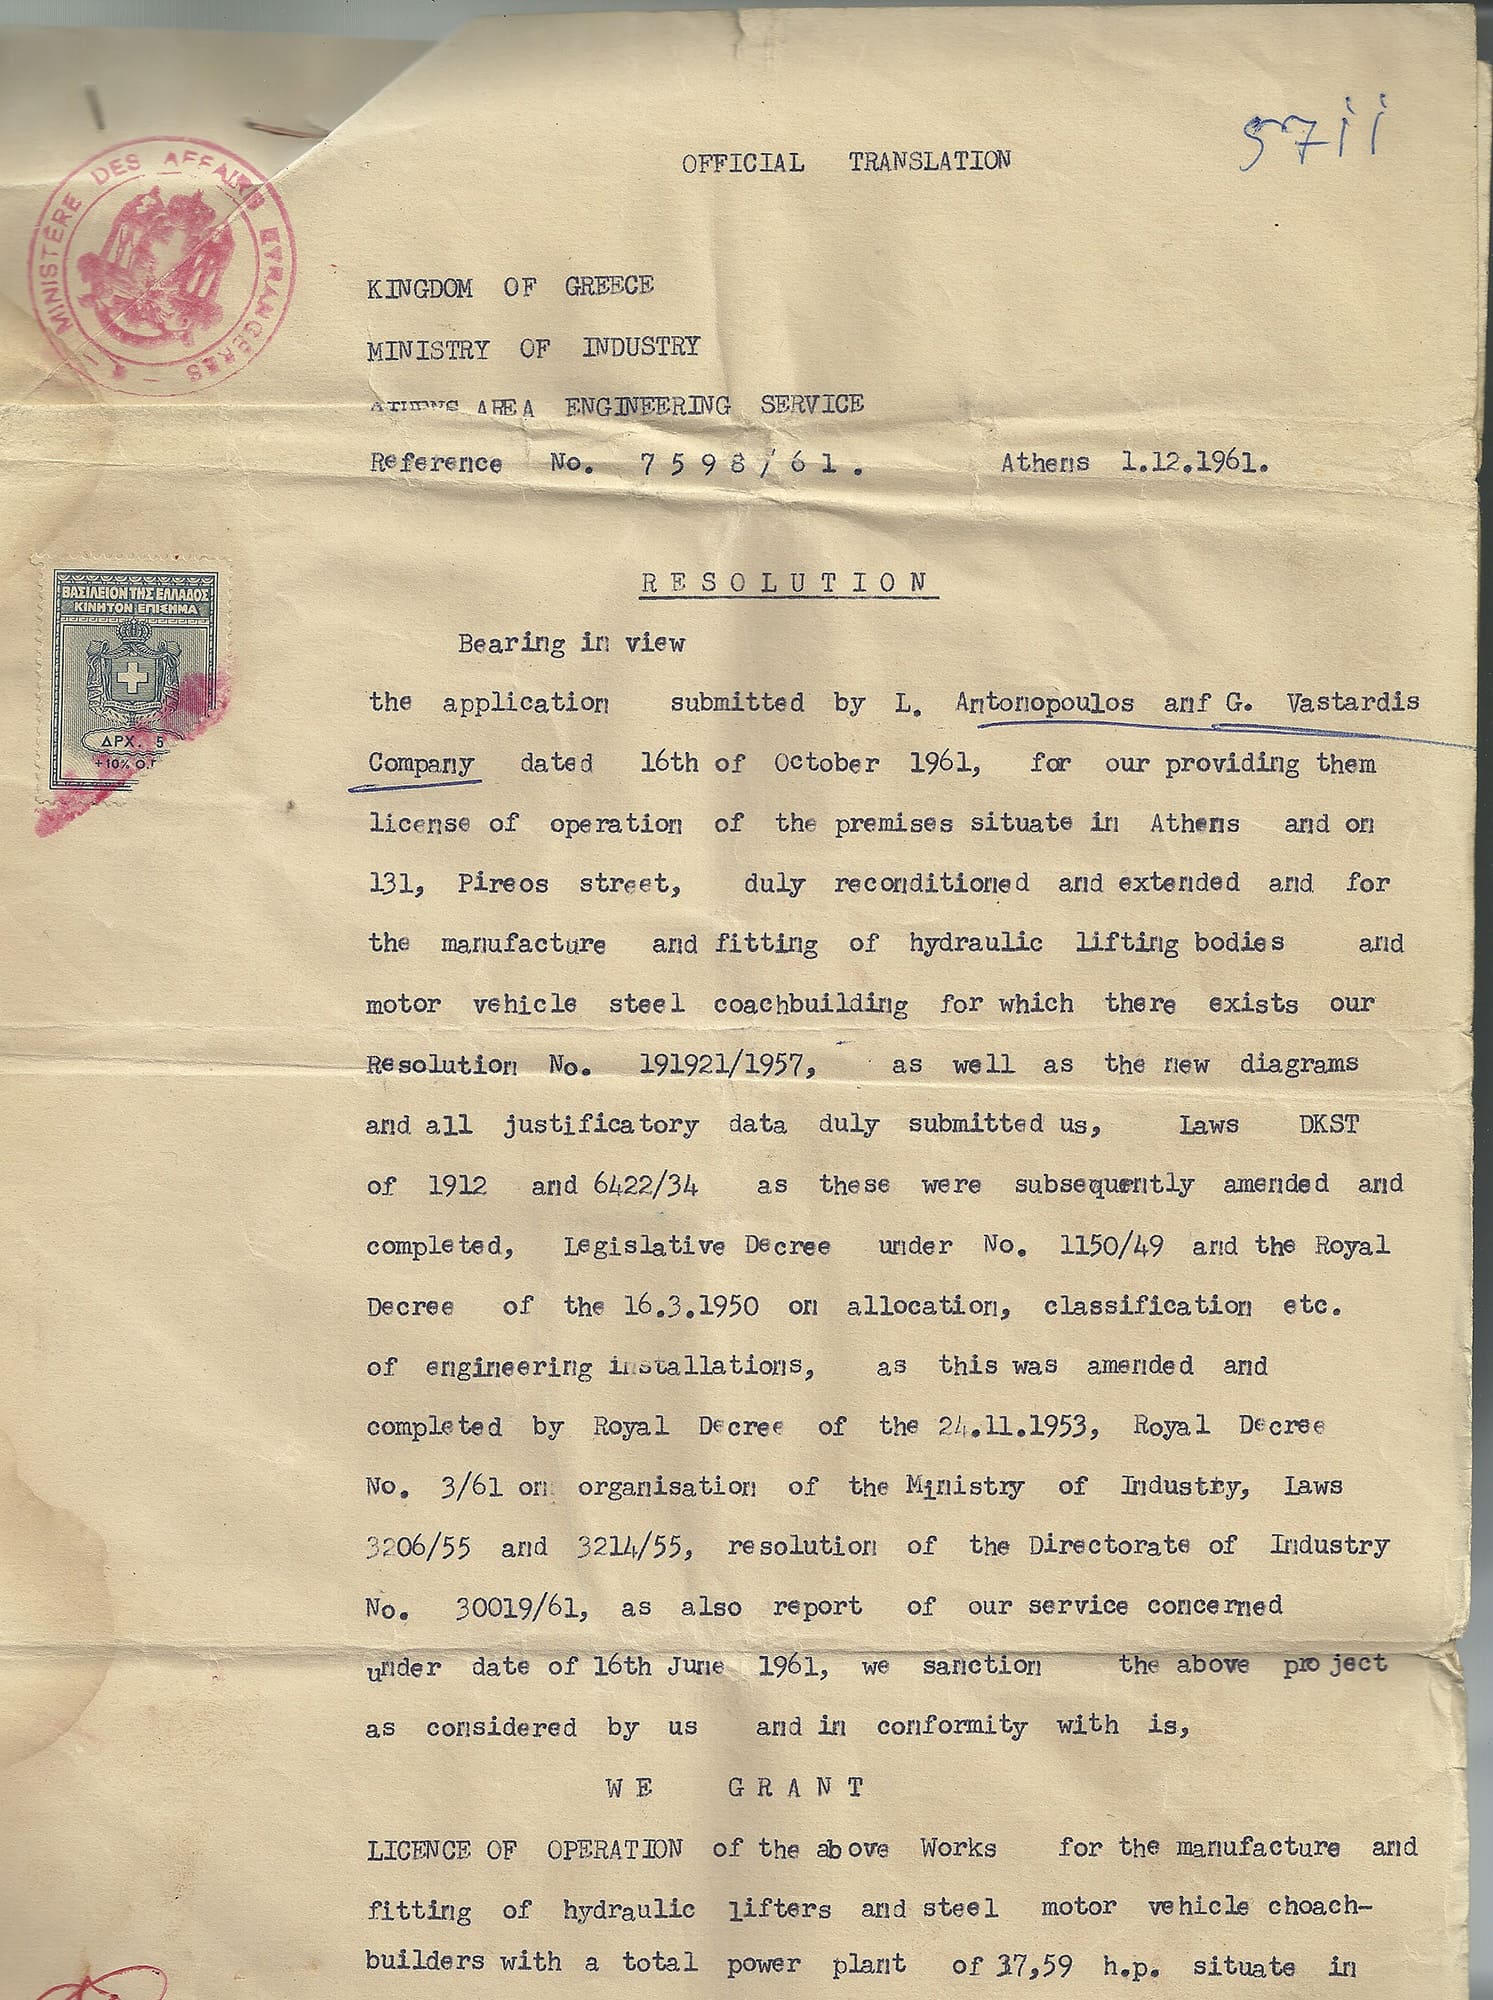 5711
OFFICIAL TRANSLATION
MINISTÈRE DES AFFAIRES ETRANGÈRES
KINGDOM OF GREECE
MINISTRY OF INDUSTRY
ATHENS AREA ENGINEERING SERVICE
Reference No. 7598/61. Athens 1.12.1961.
RESOLUTION
ΒΑΣΙΛΕΙΟΝ ΤΗΣ ΕΛΛΑΔΟΣ
ΚΙΝΗΤΟΝ ΕΠΙΣΗΜΑ
ΔΡΧ. 5
+10%
Bearing in view
the application submitted by L. Antonopoulos anf G. Vastardis
Company dated 16th of October 1961, for our providing them
license of operation of the premises situate in Athens and on
131, Pireos street, duly reconditioned and extended and for
the manufacture and fitting of hydraulic lifting bodies and
motor vehicle steel coachbuilding for which there exists our
Resolution No. 191921/1957, as well as the new diagrams
and all justificatory data duly submitted us, Laws DKST
of 1912 and 6422/34 as these were subsequently amended and
completed, Legislative Decree under No. 1150/49 and the Royal
Decree of the 16.3.1950 on allocation, classification etc.
of engineering installations, as this was amended and
completed by Royal Decree of the 24.11.1953, Royal Decree
No. 3/61 on organisation of the Ministry of Industry, Laws
3206/55 and 3214/55, resolution of the Directorate of Industry
No. 30019/61, as also report of our service concerned
under date of 16th June 1961, we sanction the above project
as considered by us and in conformity with is,
WE GRANT
LICENCE OF OPERATION of the above Works for the manufacture and
fitting of hydraulic lifters and steel motor vehicle choach-
builders with a total power plant of 37,59 h.p. situate in